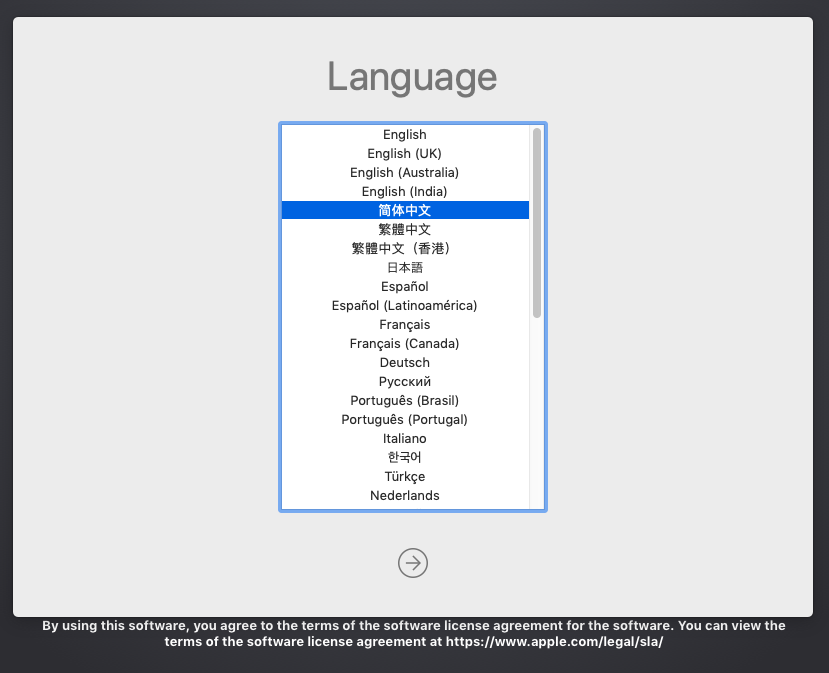 Language
English
English (UK)
English (Australia)
English (India)
简体中文
繁體中文
繁體中文（香港）
日本語
Español
Español (Latinoamérica)
Français
Français (Canada)
Deutsch
Русский
Português (Brasil)
Português (Portugal)
Italiano
한국어
Türkçe
Nederlands
By using this software, you agree to the terms of the software license agreement for the software. You can view the
terms of the software license agreement at https://www.apple.com/legal/sla/